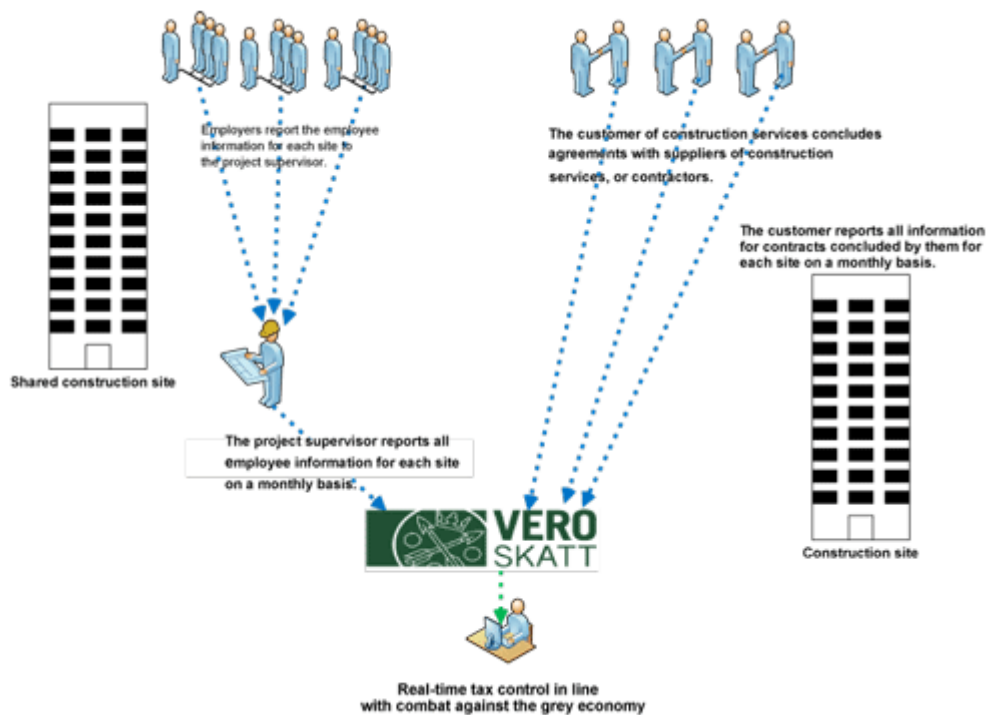 Employers report the employee
information for each site to
the project supervisor.
The customer of construction services concludes
agreements with suppliers of construction
services, or contractors.
The customer reports all information
for contracts concluded by them for
each site on a monthly basis.
Shared construction site
The project supervisor reports all
employee information for each site
on a monthly basis.
VERO
SKATT
Construction site
Real-time tax control in line
with combat against the grey economy